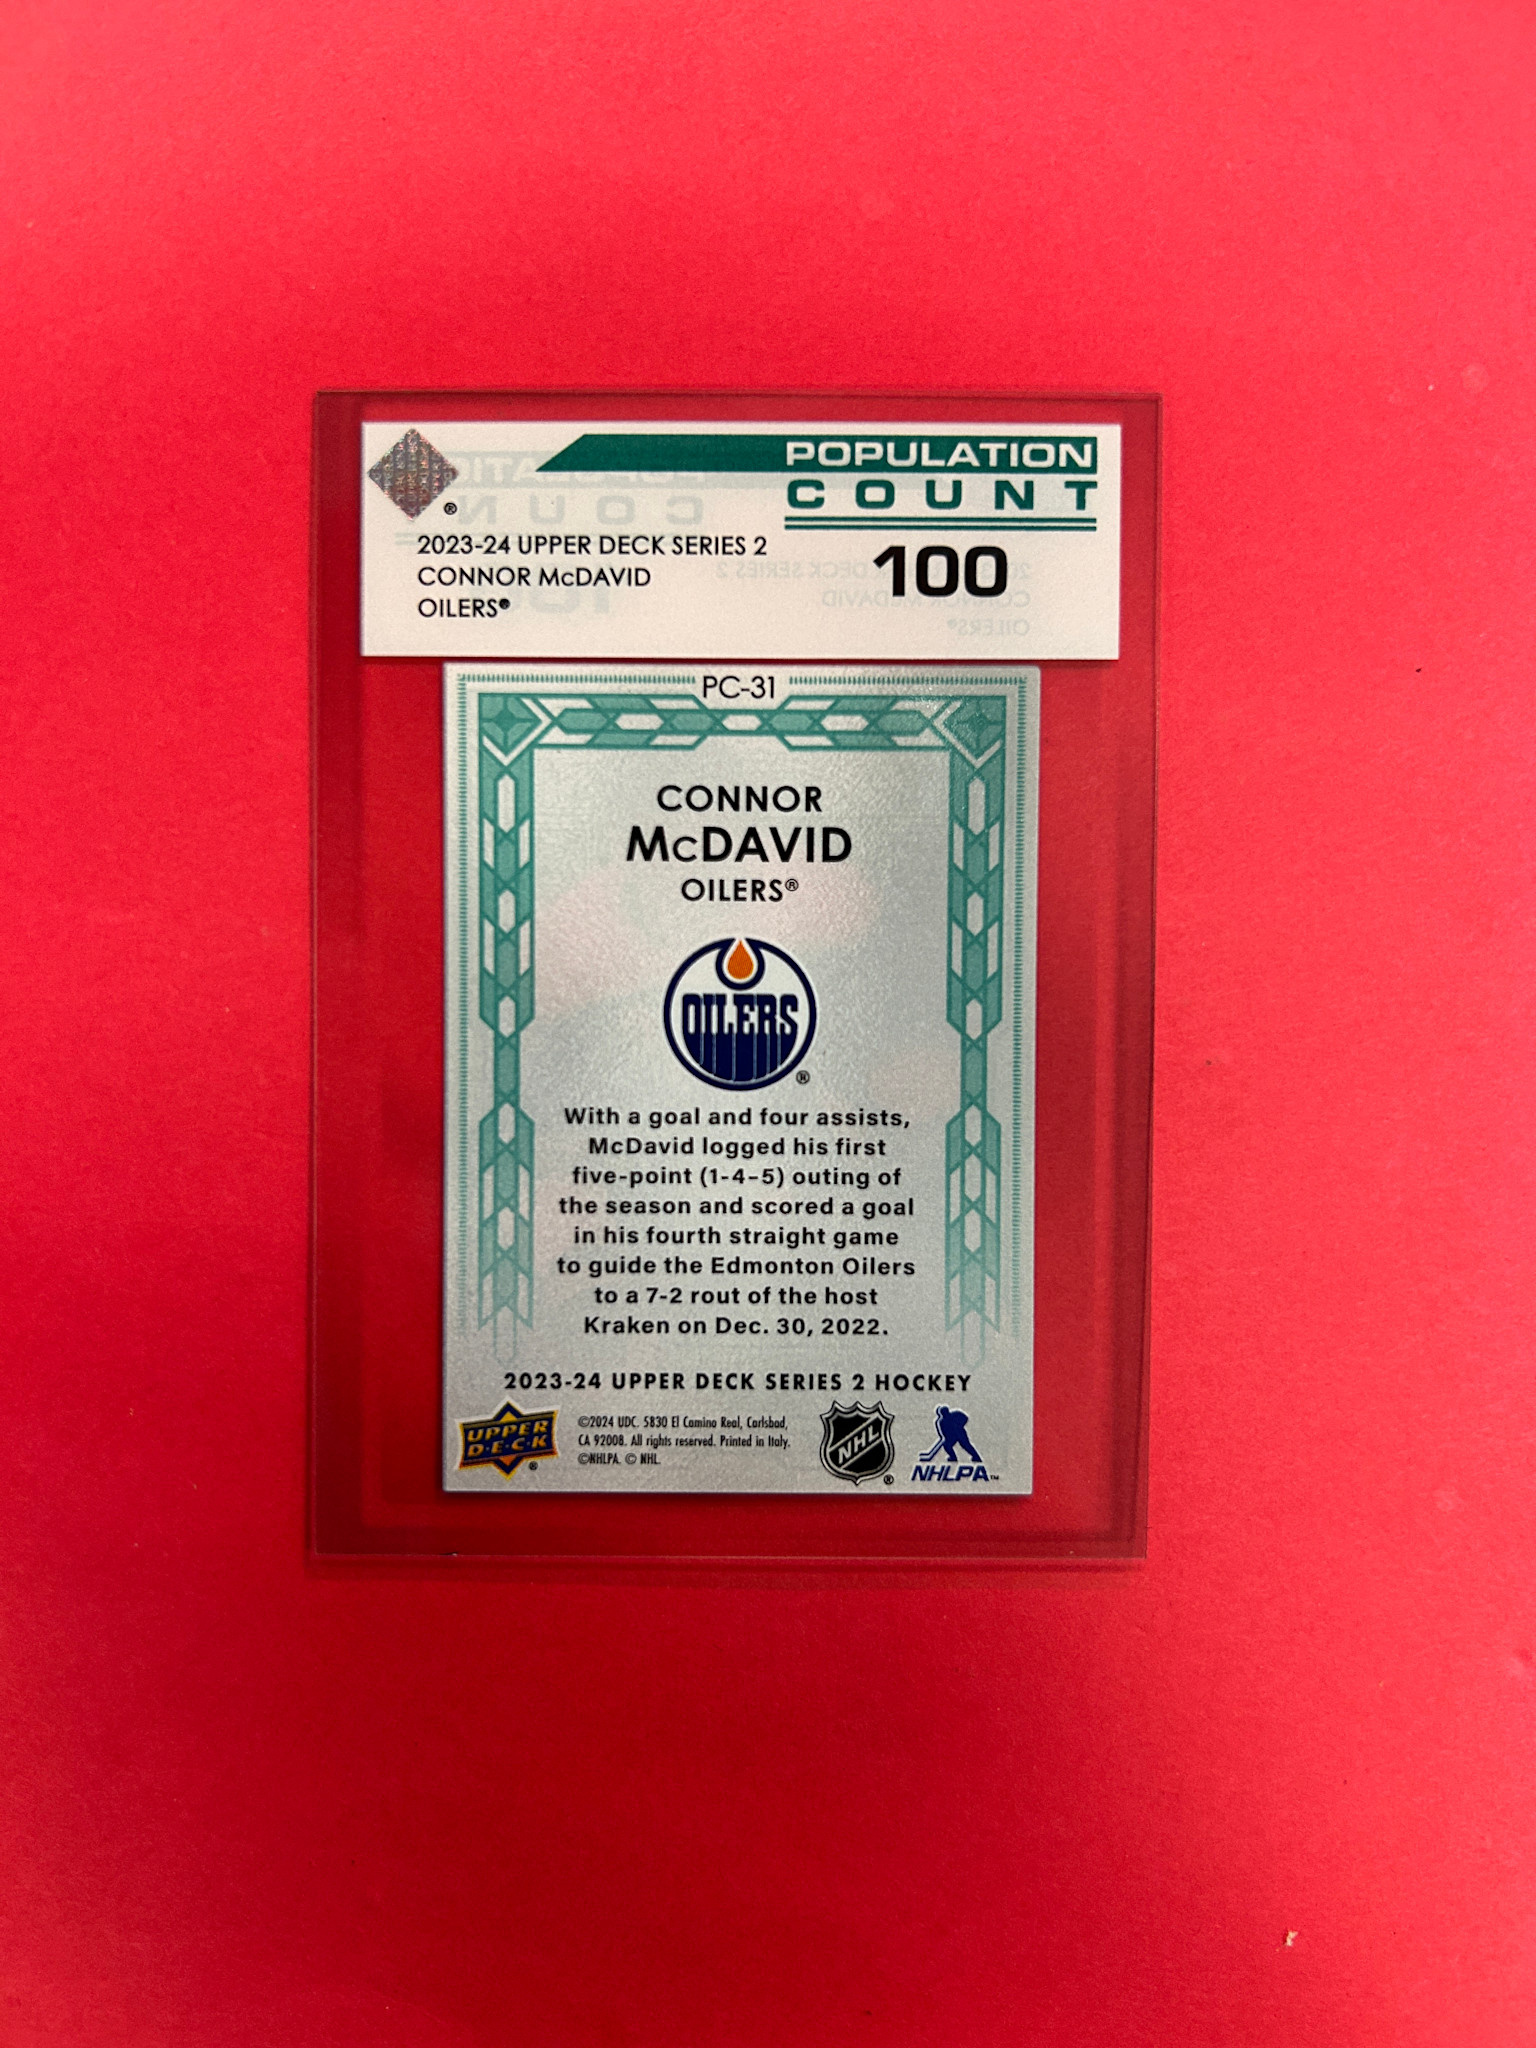 POPULATION
COUNT
®
2023-24 UPPER DECK SERIES 2
CONNOR McDAVID
OILERS®
100
PC-31
CONNOR
McDAVID
OILERS®
OILERS
®
With a goal and four assists,
McDavid logged his first
five-point (1-4-5) outing of
the season and scored a goal
in his fourth straight game
to guide the Edmonton Oilers
to a 7-2 rout of the host
Kraken on Dec. 30, 2022.
2023-24 UPPER DECK SERIES 2 HOCKEY
UPPER
D·E·C·K
®
©2024 UDC. 5830 El Camino Real, Carlsbad,
CA 92008. All rights reserved. Printed in Italy.
©NHLPA. © NHL.
NHL
®
NHLPA™